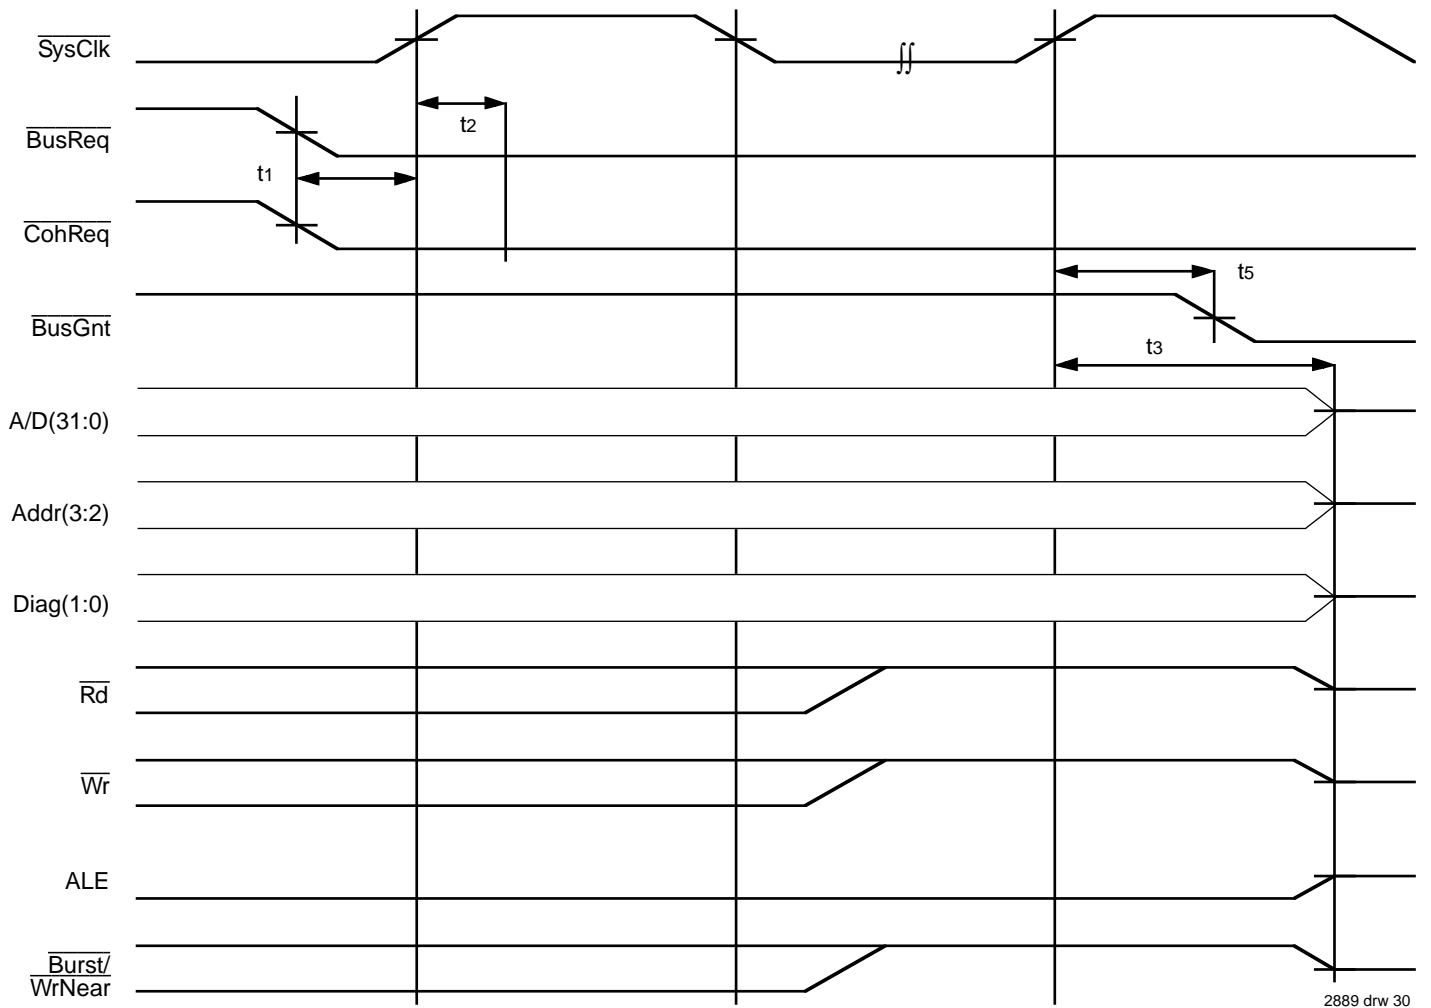 SysClk
t2
BusReq
t1
CohReq
t5
BusGnt
t3
A/D(31:0)
Addr(3:2)
Diag(1:0)
Rd
Wr
ALE
Burst/
WrNear
2889 drw 30